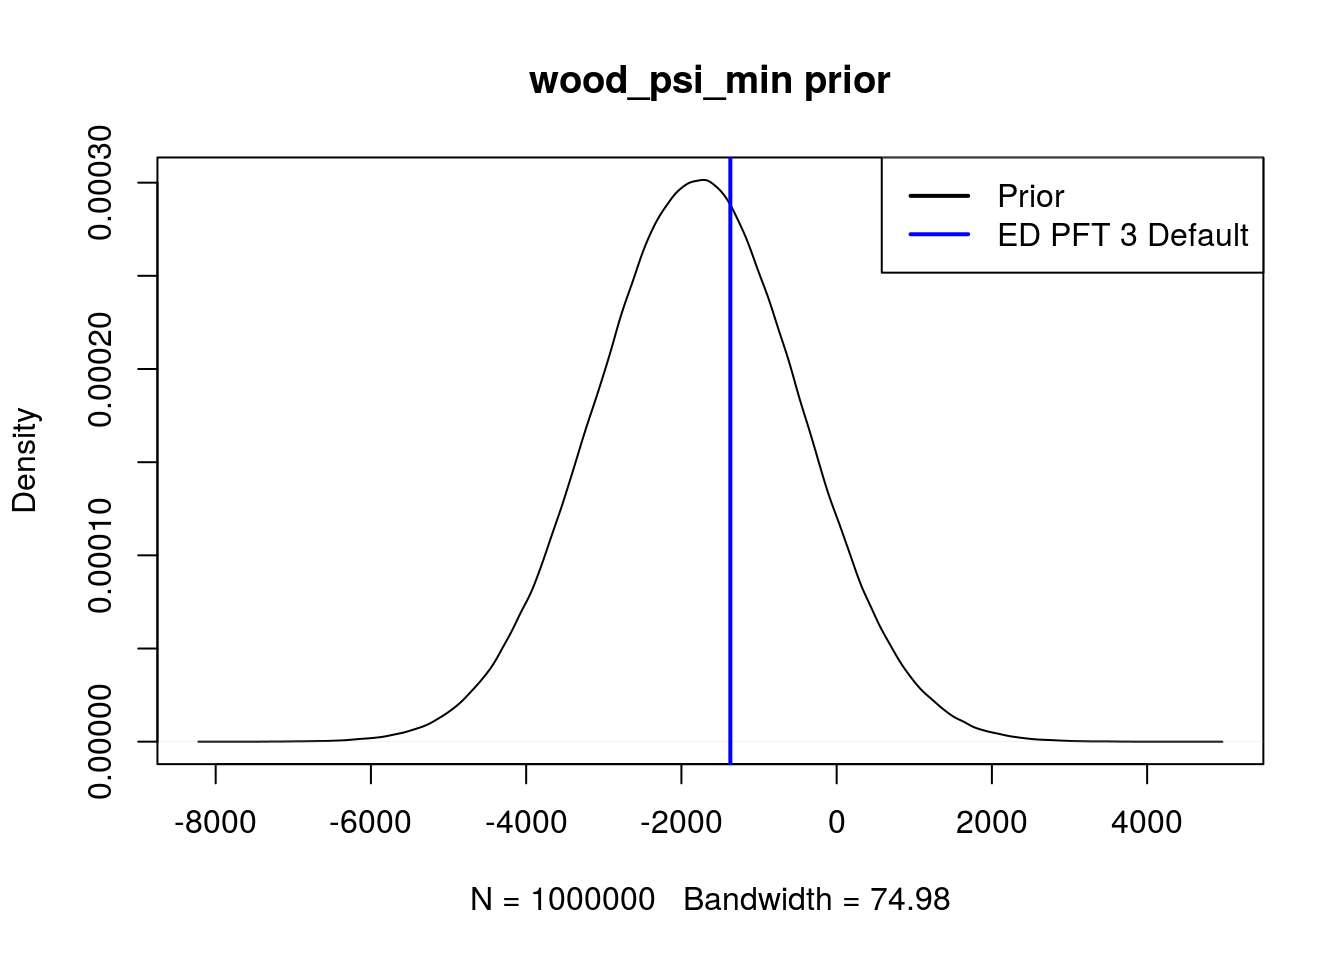 wood_psi_min prior
Prior
ED PFT 3 Default
Density
0.00030
0.00020
0.00010
0.00000
-8000 -6000 -4000 -2000 0 2000 4000
N = 1000000 Bandwidth = 74.98